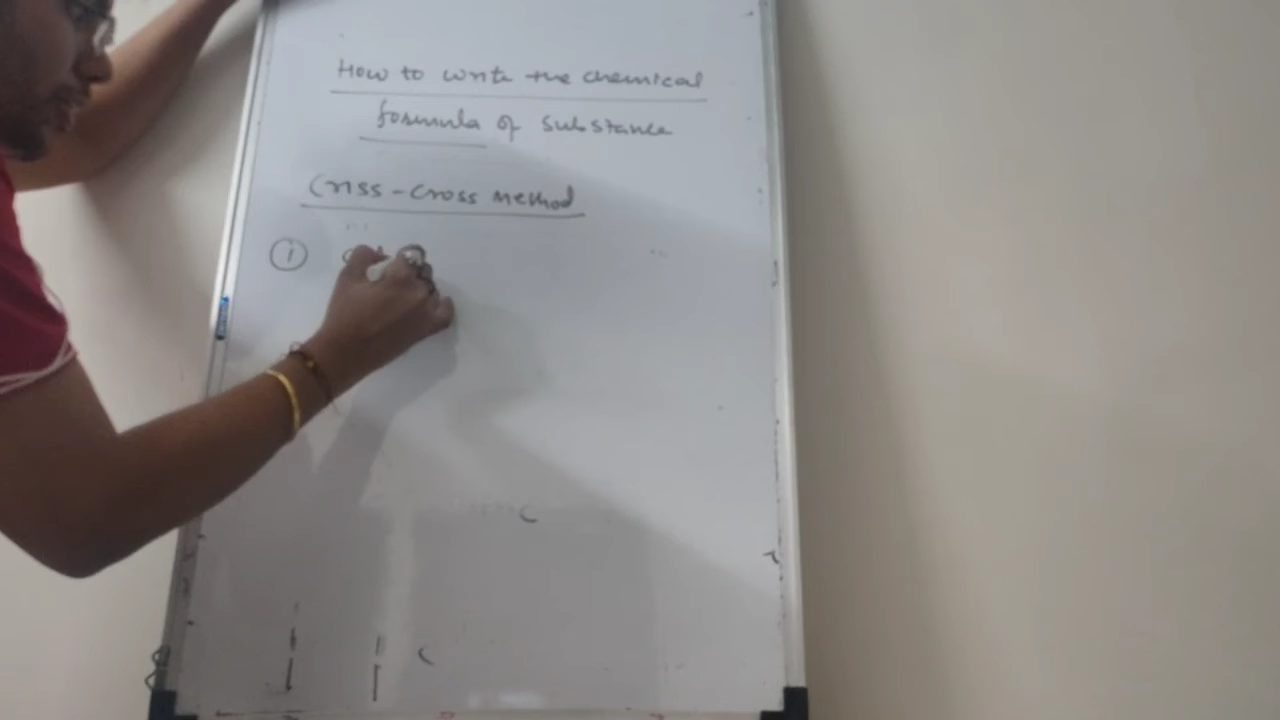 How to write the chemical
formula of substance
Criss-cross method
①